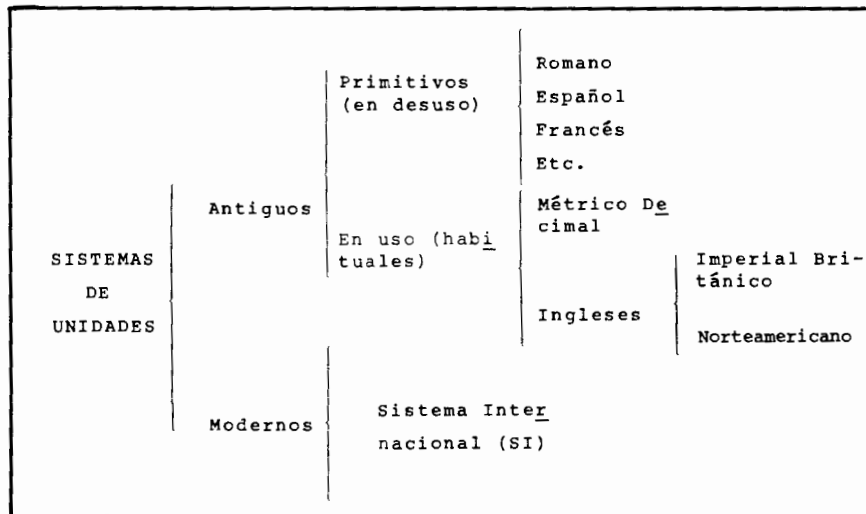 Romano
Primitivos
(en desuso)
Español
Francés
Etc.
Antiguos
Métrico De
cimal
En uso (habi
tuales)
SISTEMAS
DE
UNIDADES
Imperial Bri-
tánico
Ingleses
Norteamericano
Modernos
Sistema Inter
nacional (SI)